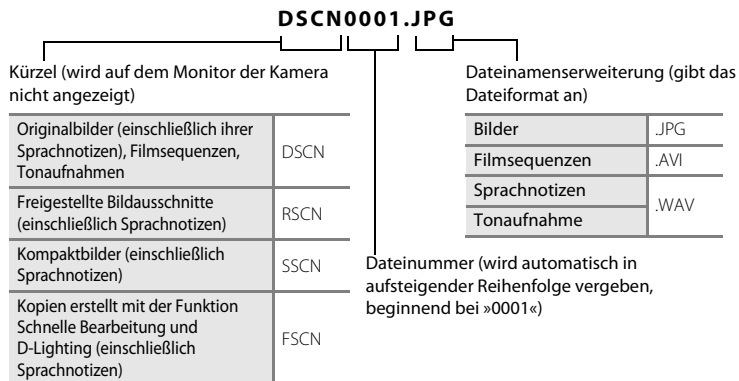 DSCN0001.JPG
Kürzel (wird auf dem Monitor der Kamera
nicht angezeigt)
Originalbilder (einschließlich ihrer
Sprachnotizen), Filmsequenzen,
Tonaufnahmen
DSCN
Freigestellte Bildausschnitte
(einschließlich Sprachnotizen)
RSCN
Kompaktbilder (einschließlich
Sprachnotizen)
SSCN
Kopien erstellt mit der Funktion
Schnelle Bearbeitung und
D-Lighting (einschließlich
Sprachnotizen)
FSCN
Dateinamenserweiterung (gibt das
Dateiformat an)
Bilder
.JPG
Filmsequenzen
.AVI
Sprachnotizen
Tonaufnahme
.WAV
Dateinummer (wird automatisch in
aufsteigender Reihenfolge vergeben,
beginnend bei »0001«)